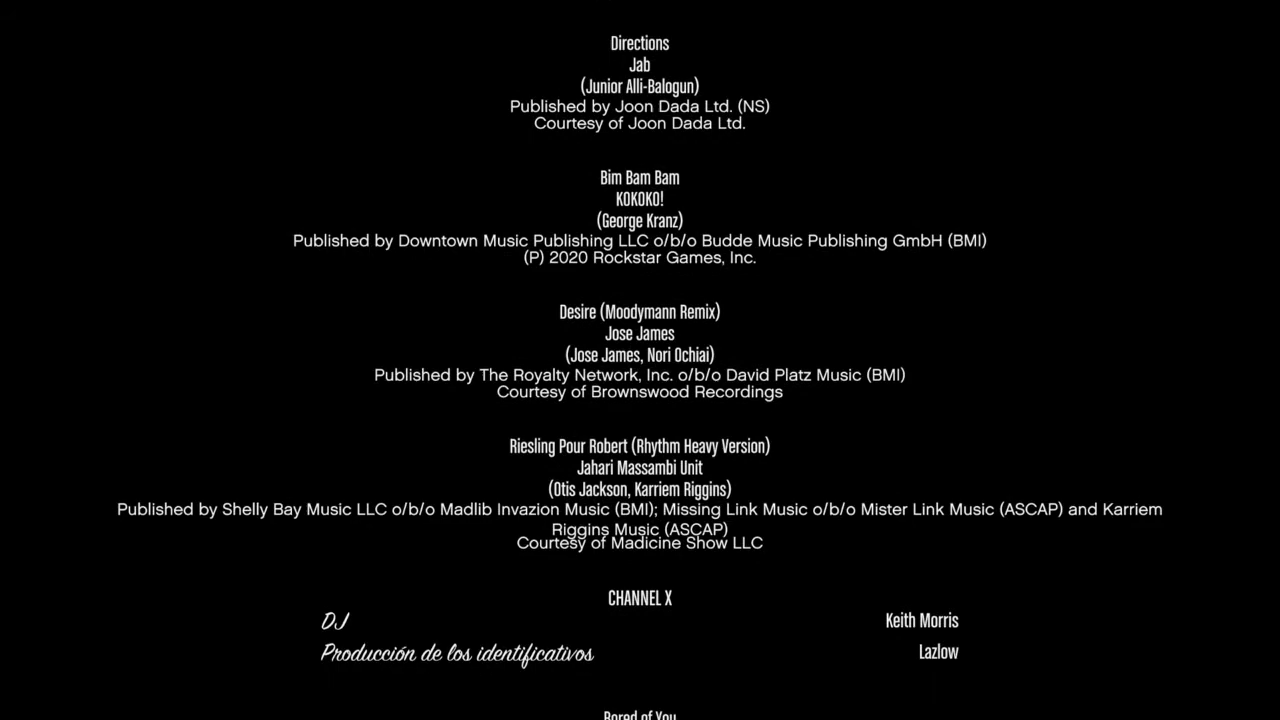 Directions
Jab
(Junior Alli-Balogun)
Published by Joon Dada Ltd. (NS)
Courtesy of Joon Dada Ltd.
Bim Bam Bam
KOKOKO!
(George Kranz)
Published by Downtown Music Publishing LLC o/b/o Budde Music Publishing GmbH (BMI)
(P) 2020 Rockstar Games, Inc.
Desire (Moodymann Remix)
Jose James
(Jose James, Nori Ochiai)
Published by The Royalty Network, Inc. o/b/o David Platz Music (BMI)
Courtesy of Brownswood Recordings
Riesling Pour Robert (Rhythm Heavy Version)
Jahari Massambi Unit
(Otis Jackson, Karriem Riggins)
Published by Shelly Bay Music LLC o/b/o Madlib Invazion Music (BMI); Missing Link Music o/b/o Mister Link Music (ASCAP) and Karriem
Riggins Music (ASCAP)
Courtesy of Madicine Show LLC
CHANNEL X
DJ Keith Morris
Producción de los identificativos Lazlow
Bored of You